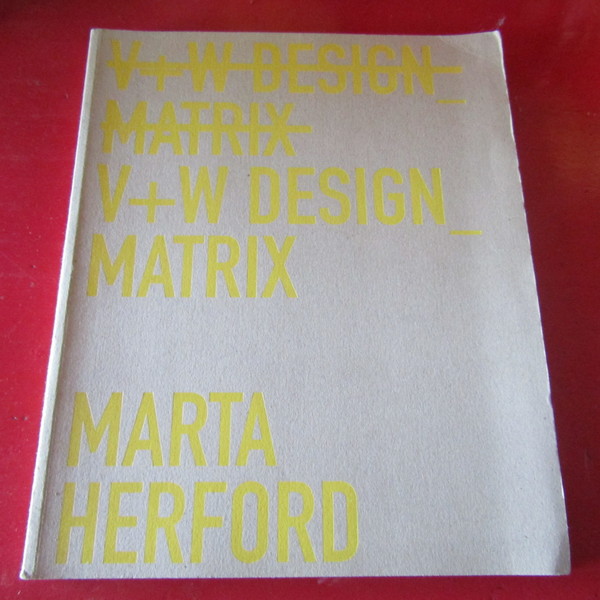 V+W DESIGN_
MATRIX
V+W DESIGN_
MATRIX
MARTA
HERFORD